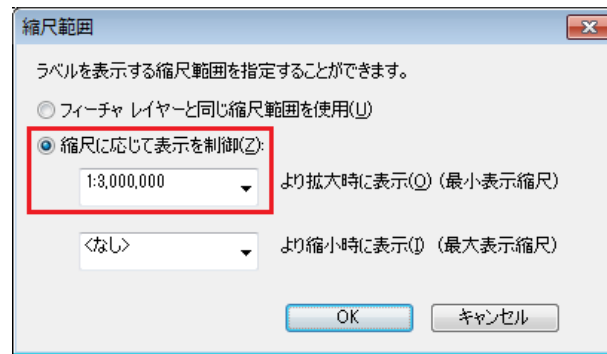 縮尺範囲
ラベルを表示する縮尺範囲を指定することができます。
フィーチャ レイヤーと同じ縮尺範囲を使用(U)
縮尺に応じて表示を制御(Z):
1:3,000,000 より拡大時に表示(O) (最小表示縮尺)
<なし> より縮小時に表示(I) (最大表示縮尺)
OK キャンセル